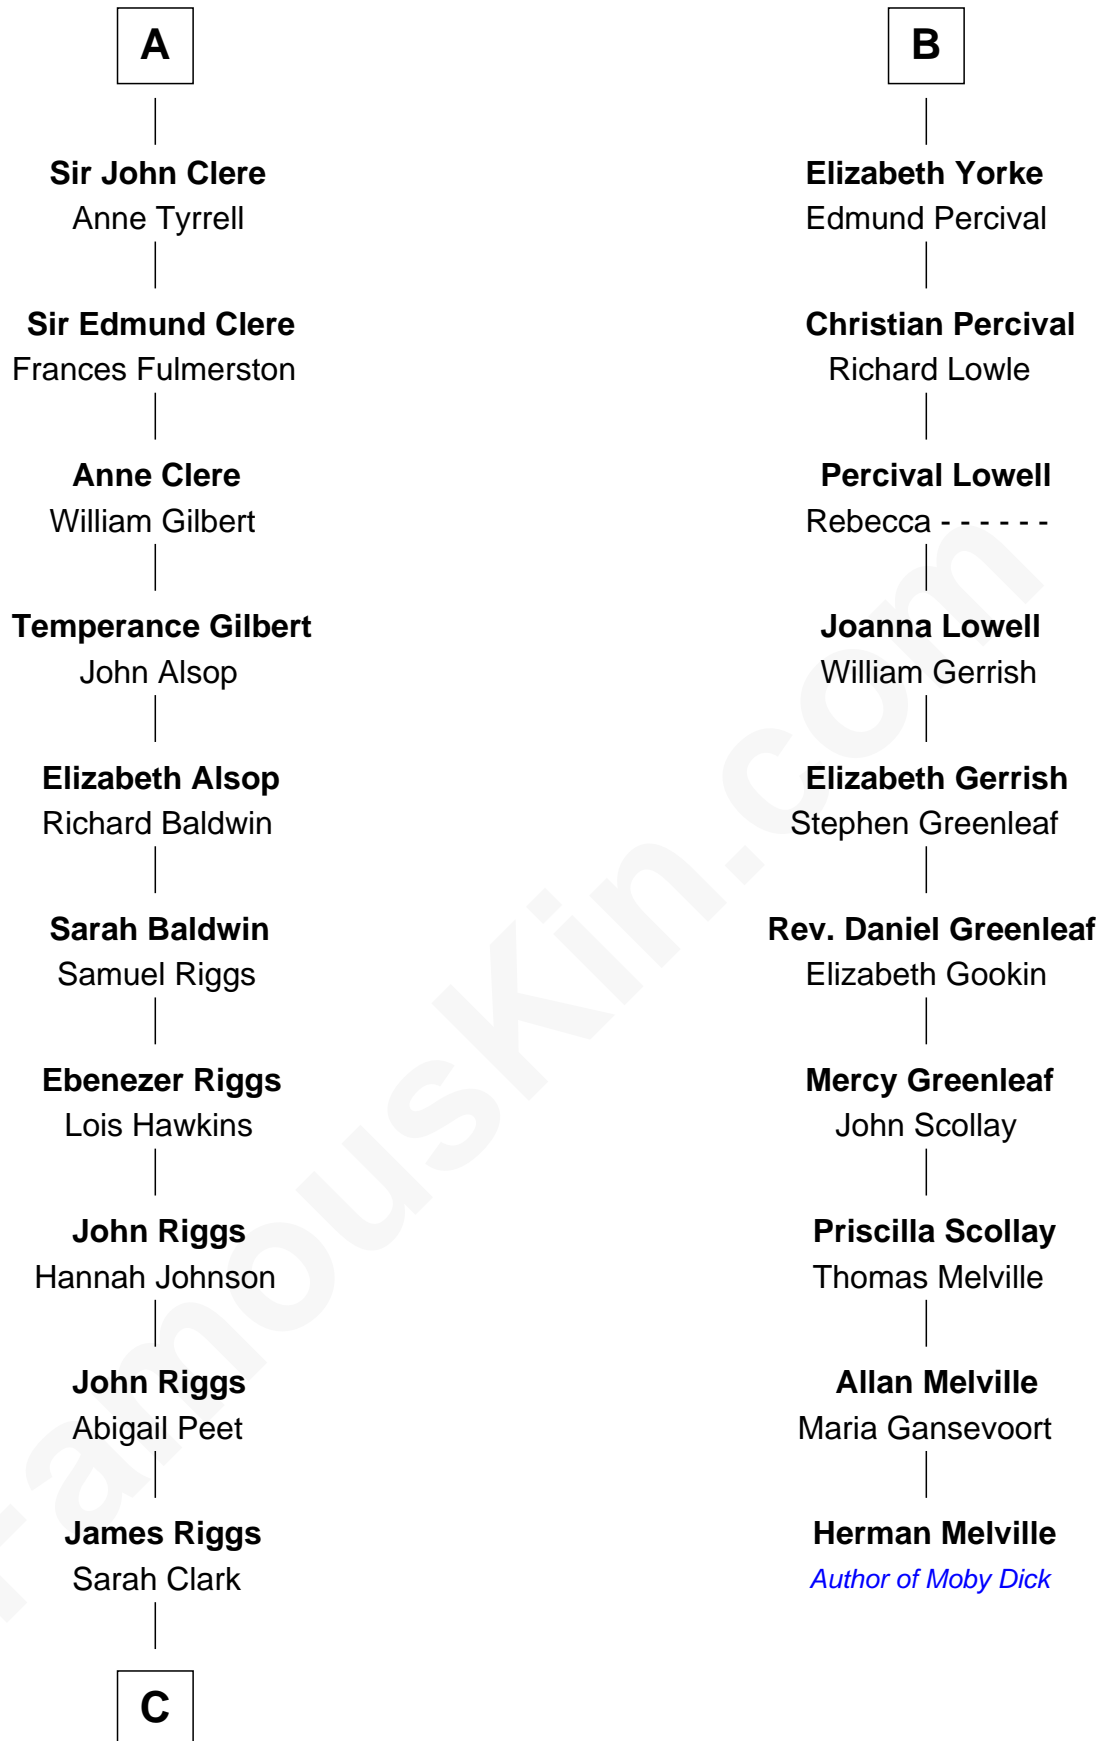 A
Sir John Clere
Anne Tyrrell
Sir Edmund Clere
Frances Fulmerston
Anne Clere
William Gilbert
Temperance Gilbert
John Alsop
Elizabeth Alsop
Richard Baldwin
Sarah Baldwin
Samuel Riggs
Ebenezer Riggs
Lois Hawkins
John Riggs
Hannah Johnson
John Riggs
Abigail Peet
James Riggs
Sarah Clark
C
B
Elizabeth Yorke
Edmund Percival
Christian Percival
Richard Lowle
Percival Lowell
Rebecca - - - - - -
Joanna Lowell
William Gerrish
Elizabeth Gerrish
Stephen Greenleaf
Rev. Daniel Greenleaf
Elizabeth Gookin
Mercy Greenleaf
John Scollay
Priscilla Scollay
Thomas Melville
Allan Melville
Maria Gansevoort
Herman Melville
Author of Moby Dick
FamousKin.com